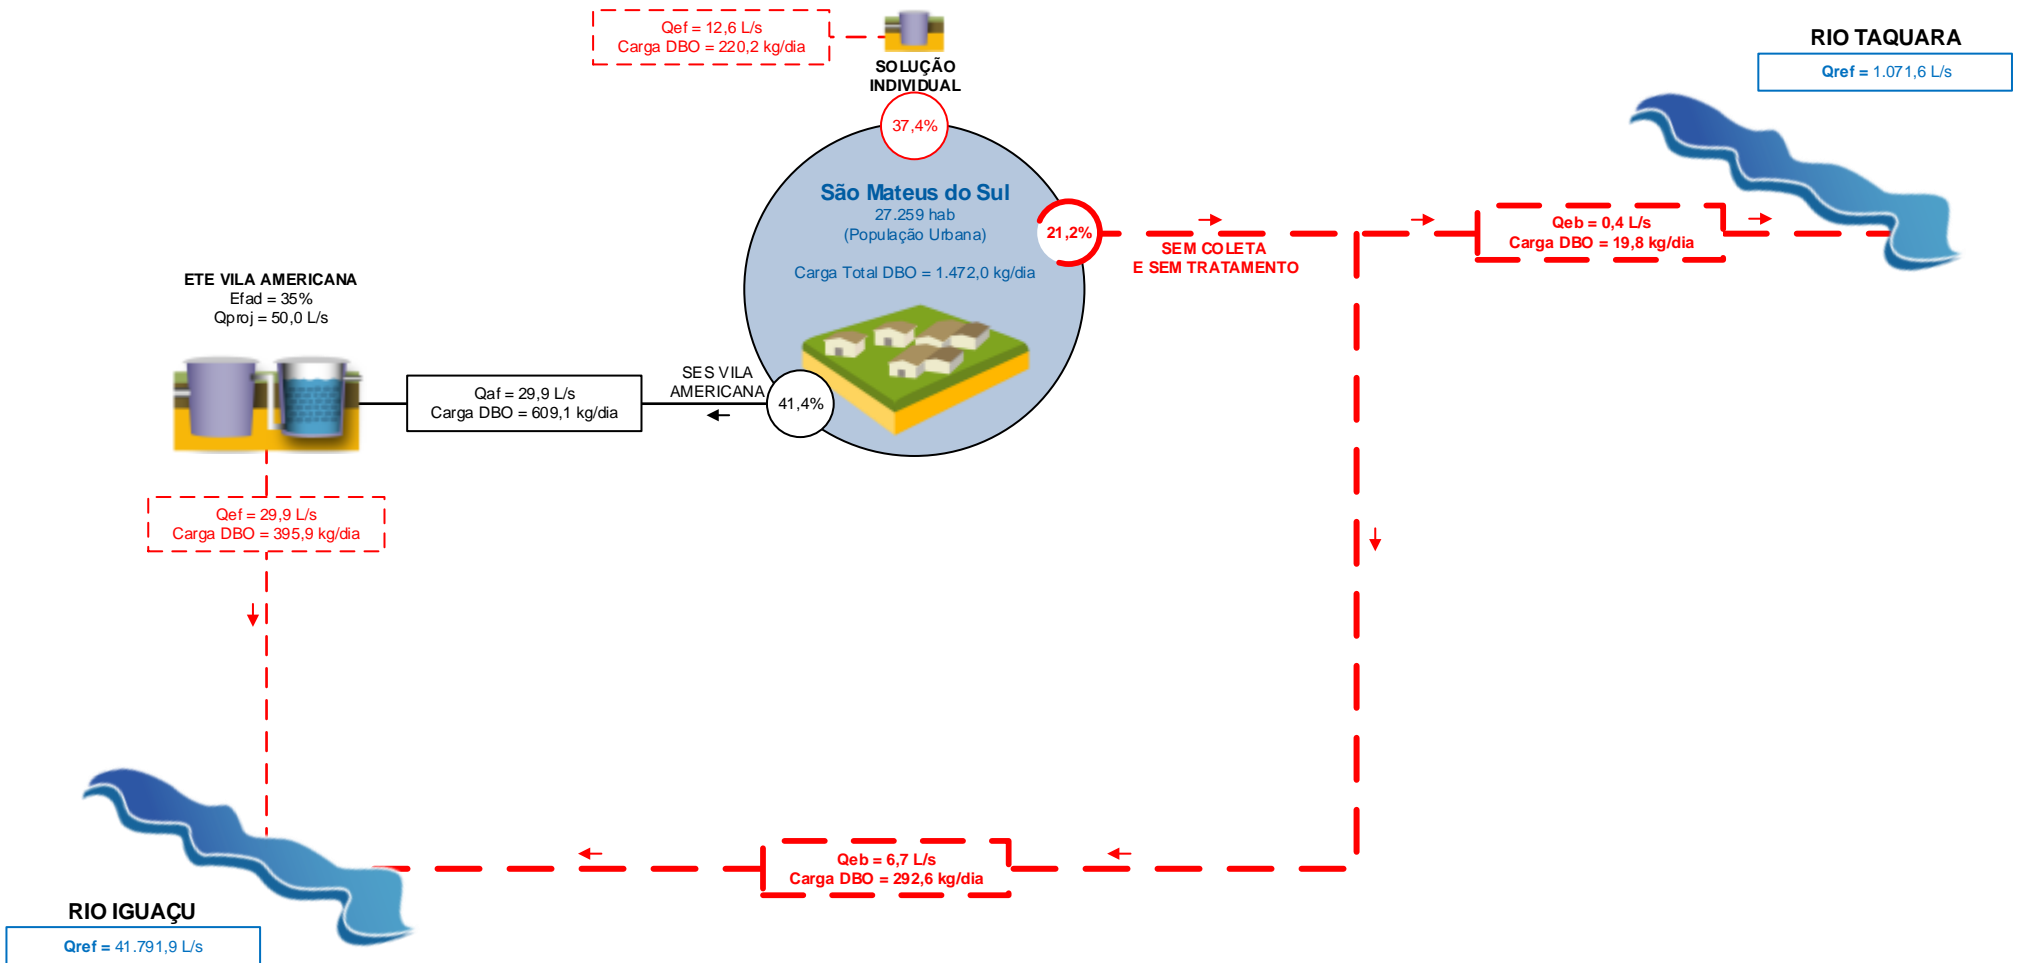 Qef = 12,6 L/s
Carga DBO = 220,2 kg/dia
SOLUÇÃO
INDIVIDUAL
37,4%
RIO TAQUARA
Qref = 1.071,6 L/s
São Mateus do Sul
27.259 hab
(População Urbana)
Carga Total DBO = 1.472,0 kg/dia
21,2%
SEM COLETA
E SEM TRATAMENTO
Qeb = 0,4 L/s
Carga DBO = 19,8 kg/dia
ETE VILA AMERICANA
Efad = 35%
Qproj = 50,0 L/s
Qaf = 29,9 L/s
Carga DBO = 609,1 kg/dia
SES VILA
AMERICANA
41,4%
Qef = 29,9 L/s
Carga DBO = 395,9 kg/dia
Qeb = 6,7 L/s
Carga DBO = 292,6 kg/dia
RIO IGUAÇU
Qref = 41.791,9 L/s